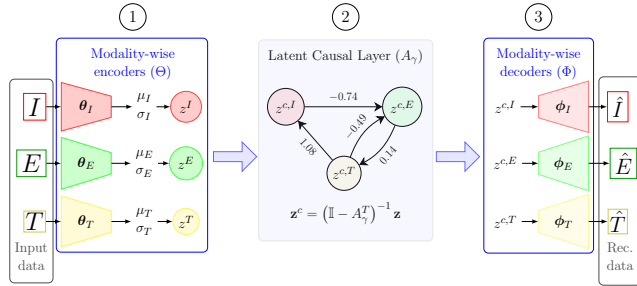 1
2
3
Modality-wise
encoders (Θ)
Latent Causal Layer (A_γ)
Modality-wise
decoders (Φ)
I
θ_I
μ_I
σ_I
z^I
E
θ_E
μ_E
σ_E
z^E
T
θ_T
μ_T
σ_T
z^T
Input
data
z^{c,I}
−0.74
z^{c,E}
−0.49
1.08
0.14
z^{c,T}
𝐳^c = (𝕀 − A_γ^T)^{−1} 𝐳
z^{c,I}
ϕ_I
Î
z^{c,E}
ϕ_E
Ê
z^{c,T}
ϕ_T
T̂
Rec.
data